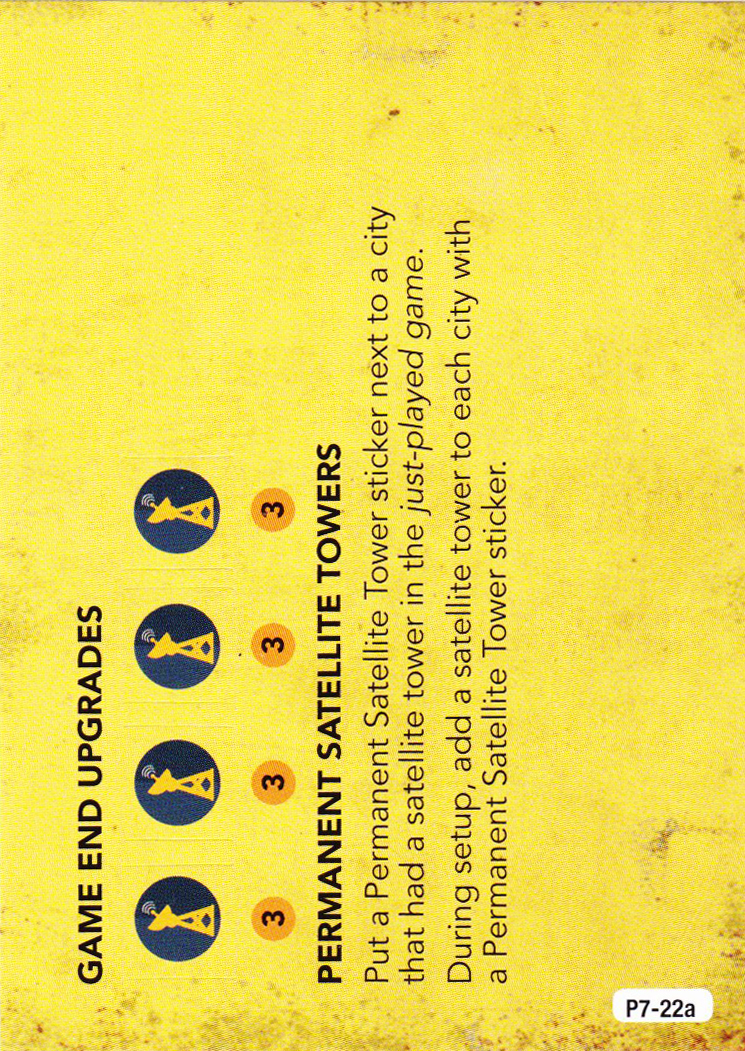 GAME END UPGRADES
3 3 3 3
PERMANENT SATELLITE TOWERS
Put a Permanent Satellite Tower sticker next to a city
that had a satellite tower in the just-played game.
During setup, add a satellite tower to each city with
a Permanent Satellite Tower sticker.
P7-22a